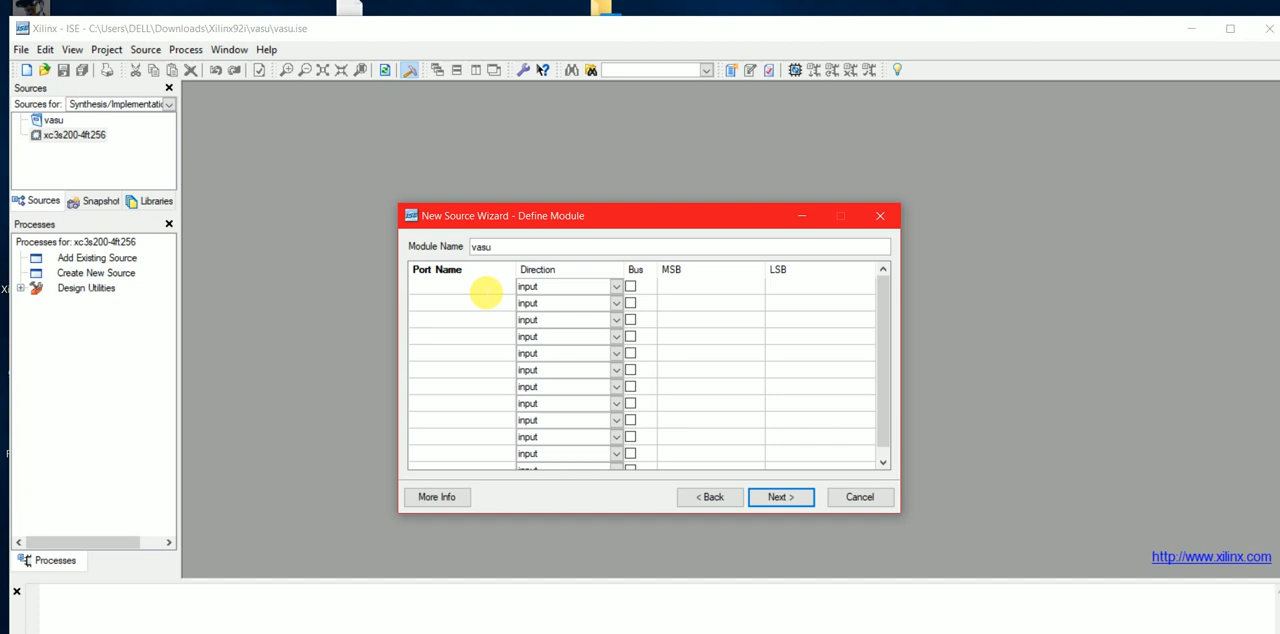 Xilinx - ISE - C:\Users\DELL\Downloads\Xilinx92i\vasu\vasu.ise
File Edit View Project Source Process Window Help
Sources
Sources for: Synthesis/Implementatic
vasu
xc3s200-4ft256
Sources Snapshot Libraries
Processes
Processes for: xc3s200-4ft256
Add Existing Source
Create New Source
Design Utilities
Processes
New Source Wizard - Define Module
Module Name vasu
Port Name Direction Bus MSB LSB
input
input
input
input
input
input
input
input
input
input
input
More Info < Back Next > Cancel
http://www.xilinx.com